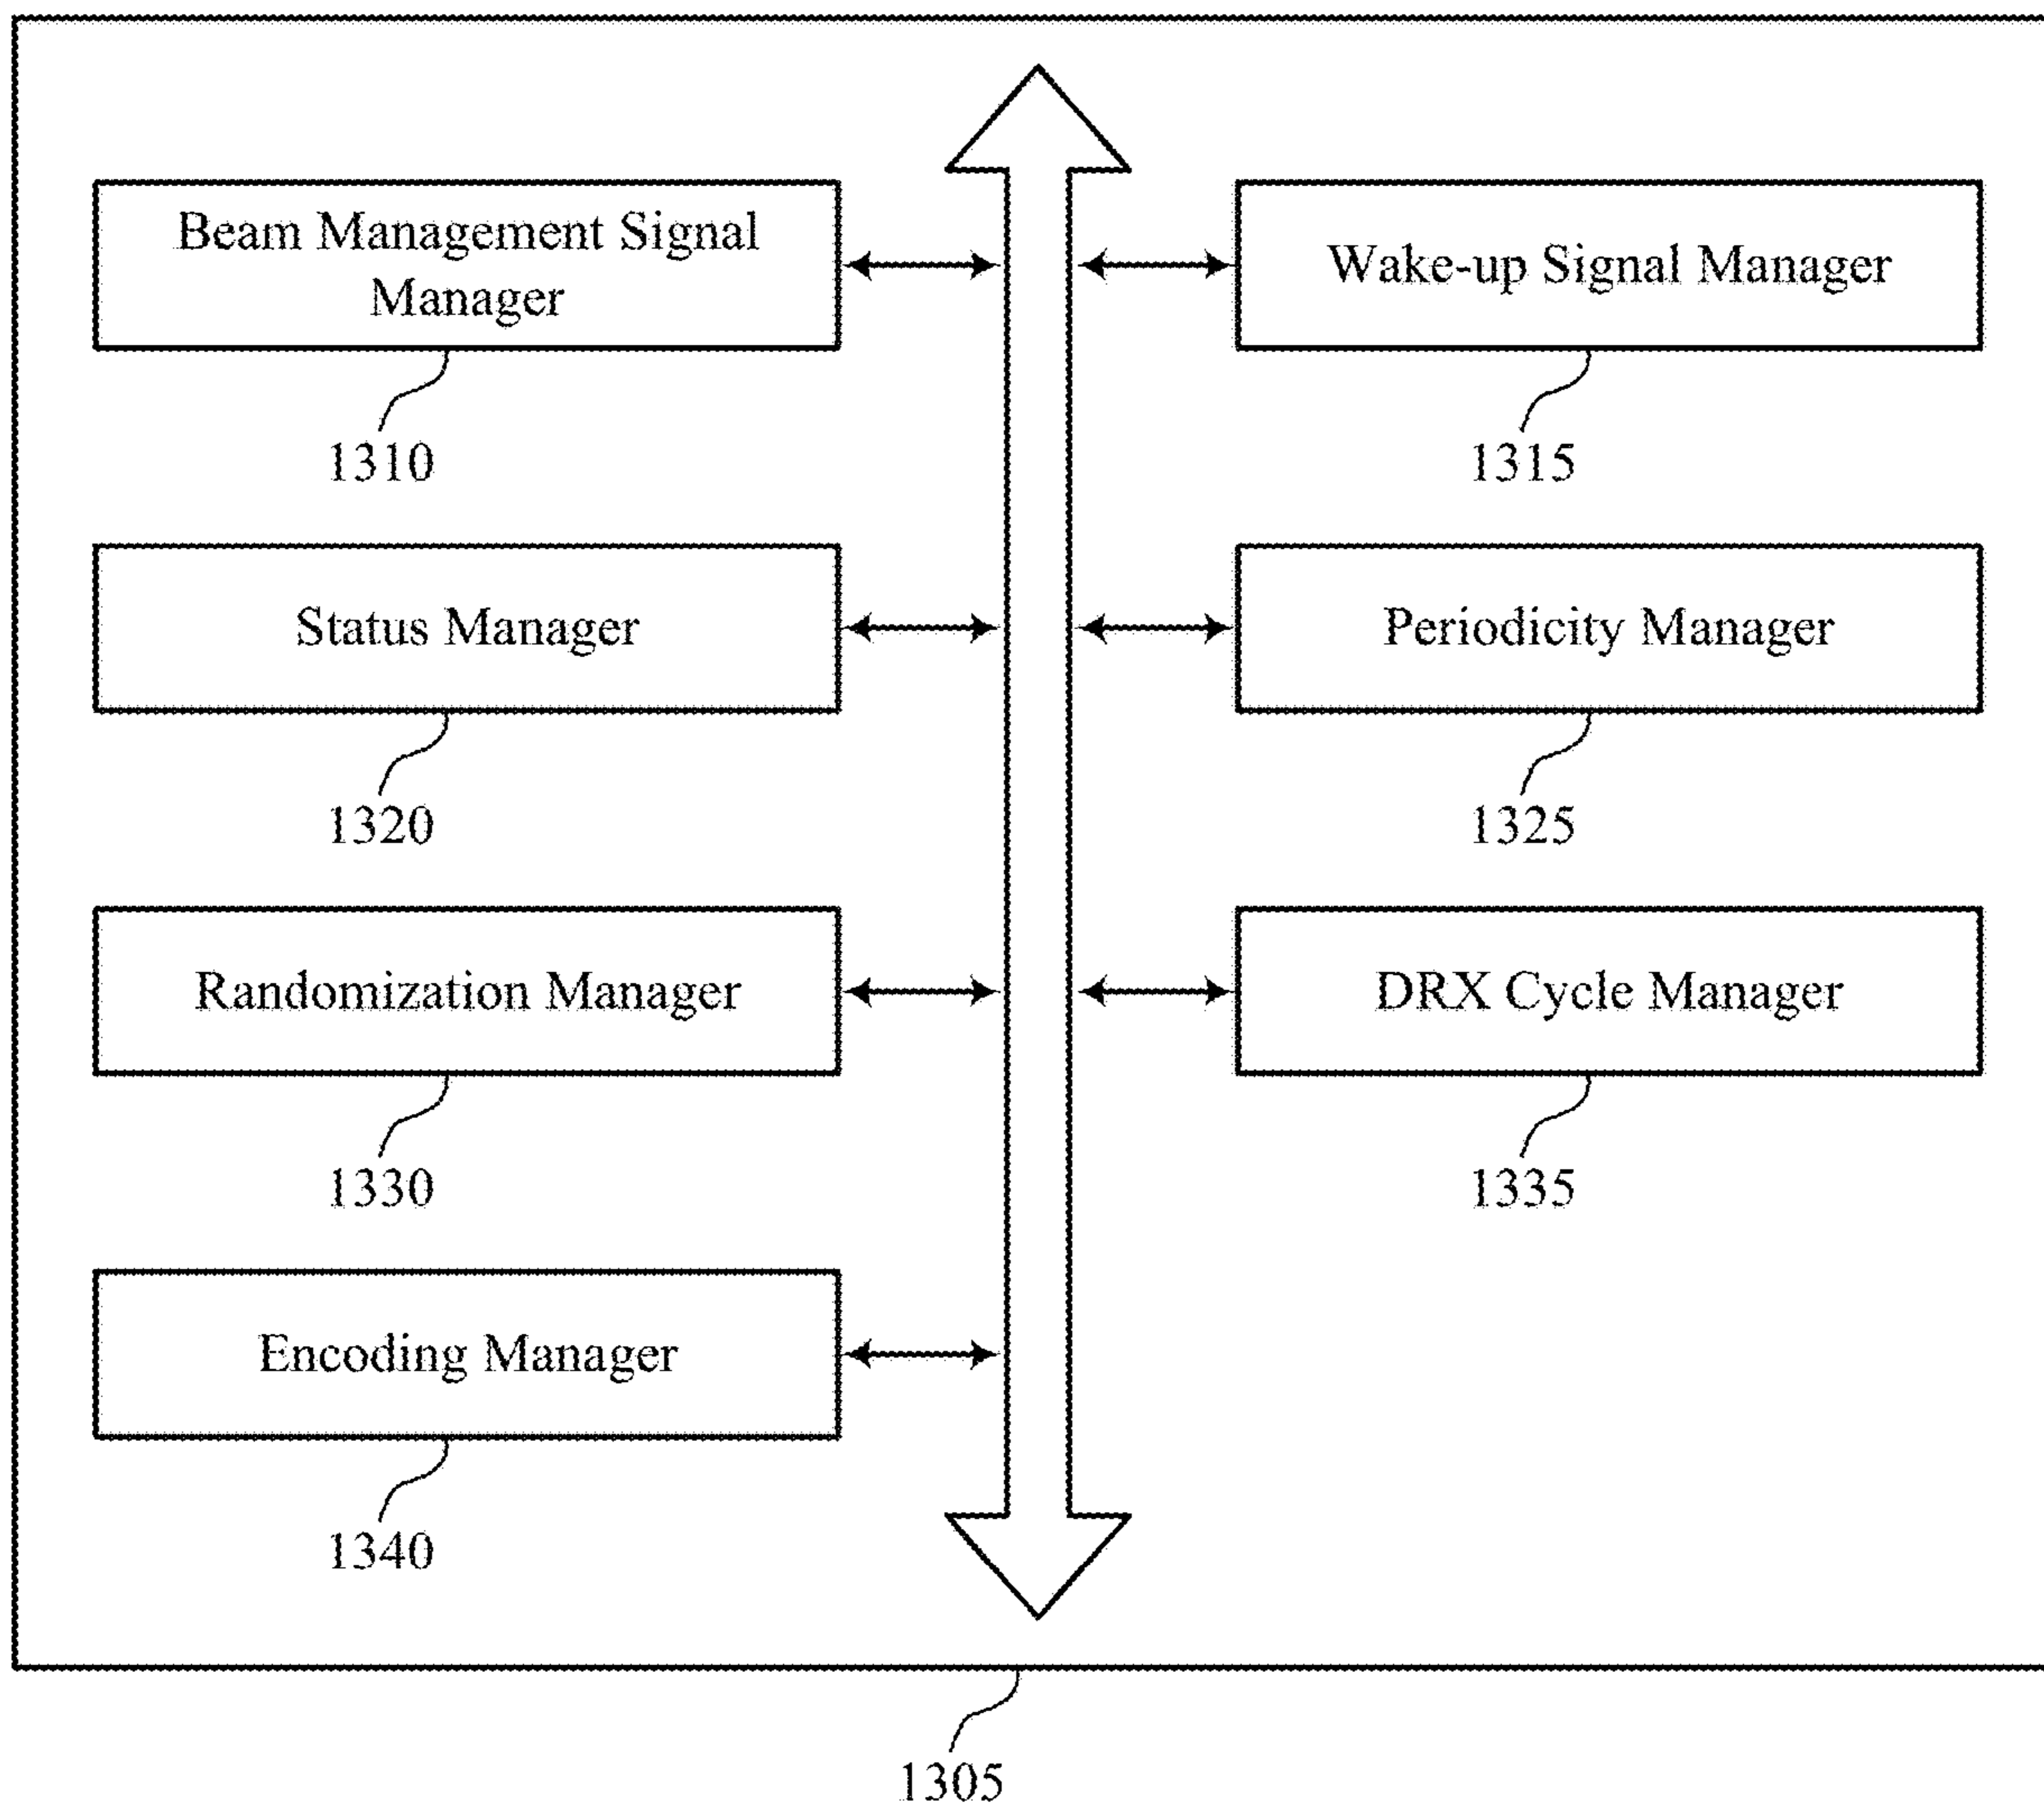 Beam Management Signal
Manager
1310
Wake-up Signal Manager
1315
Status Manager
1320
Periodicity Manager
1325
Randomization Manager
1330
DRX Cycle Manager
1335
Encoding Manager
1340
1305